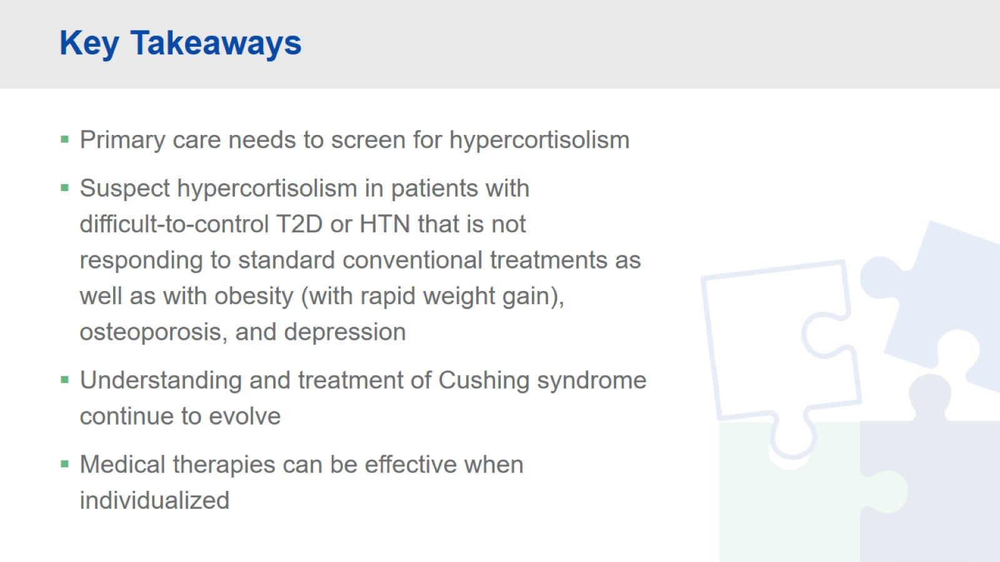 Key Takeaways
▪ Primary care needs to screen for hypercortisolism
▪ Suspect hypercortisolism in patients with
difficult-to-control T2D or HTN that is not
responding to standard conventional treatments as
well as with obesity (with rapid weight gain),
osteoporosis, and depression
▪ Understanding and treatment of Cushing syndrome
continue to evolve
▪ Medical therapies can be effective when
individualized